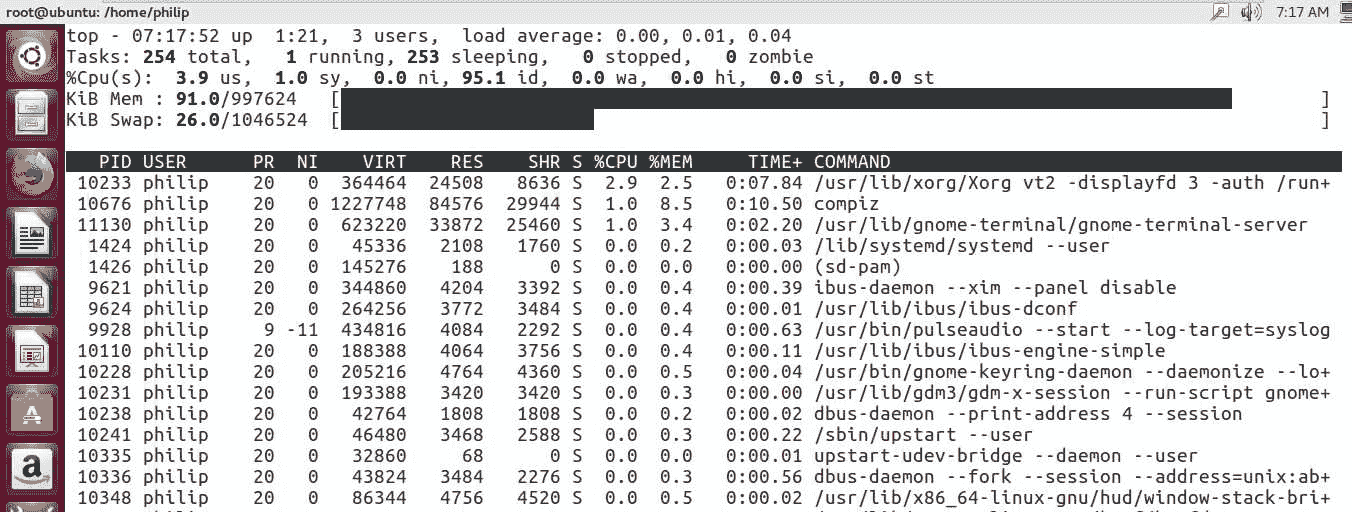 root@ubuntu: /home/philip 7:17 AM
top - 07:17:52 up  1:21,  3 users,  load average: 0.00, 0.01, 0.04
Tasks: 254 total,   1 running, 253 sleeping,   0 stopped,   0 zombie
%Cpu(s):  3.9 us,  1.0 sy,  0.0 ni, 95.1 id,  0.0 wa,  0.0 hi,  0.0 si,  0.0 st
KiB Mem : 91.0/997624   [ ]
KiB Swap: 26.0/1046524  [ ]
PID USER      PR  NI    VIRT    RES    SHR S %CPU %MEM     TIME+ COMMAND
10233 philip    20   0  364464  24508   8636 S  2.9  2.5   0:07.84 /usr/lib/xorg/Xorg vt2 -displayfd 3 -auth /run+
10676 philip    20   0 1227748  84576  29944 S  1.0  8.5   0:10.50 compiz
11130 philip    20   0  623220  33872  25460 S  1.0  3.4   0:02.20 /usr/lib/gnome-terminal/gnome-terminal-server
1424 philip    20   0   45336   2108   1760 S  0.0  0.2   0:00.03 /lib/systemd/systemd --user
1426 philip    20   0  145276    188      0 S  0.0  0.0   0:00.00 (sd-pam)
9621 philip    20   0  344860   4204   3392 S  0.0  0.4   0:00.39 ibus-daemon --xim --panel disable
9624 philip    20   0  264256   3772   3484 S  0.0  0.4   0:00.01 /usr/lib/ibus/ibus-dconf
9928 philip     9 -11  434816   4084   2292 S  0.0  0.4   0:00.63 /usr/bin/pulseaudio --start --log-target=syslog
10110 philip    20   0  188388   4064   3756 S  0.0  0.4   0:00.11 /usr/lib/ibus/ibus-engine-simple
10228 philip    20   0  205216   4764   4360 S  0.0  0.5   0:00.04 /usr/bin/gnome-keyring-daemon --daemonize --lo+
10231 philip    20   0  193388   3420   3420 S  0.0  0.3   0:00.00 /usr/lib/gdm3/gdm-x-session --run-script gnome+
10238 philip    20   0   42764   1808   1808 S  0.0  0.2   0:00.02 dbus-daemon --print-address 4 --session
10241 philip    20   0   46480   3468   2588 S  0.0  0.3   0:00.22 /sbin/upstart --user
10335 philip    20   0   32860     68      0 S  0.0  0.0   0:00.01 upstart-udev-bridge --daemon --user
10336 philip    20   0   43824   3484   2276 S  0.0  0.3   0:00.56 dbus-daemon --fork --session --address=unix:ab+
10348 philip    20   0   86344   4756   4520 S  0.0  0.5   0:00.02 /usr/lib/x86_64-linux-gnu/hud/window-stack-bri+